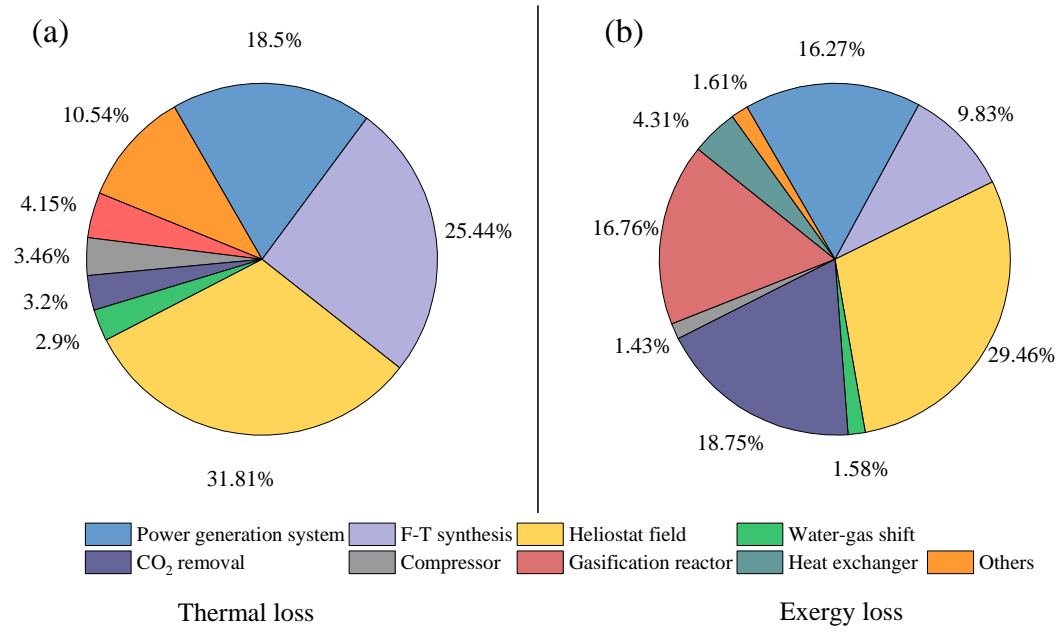 (a)
18.5%
10.54%
4.15%
3.46%
3.2%
2.9%
25.44%
31.81%
(b)
16.27%
1.61%
4.31%
9.83%
16.76%
1.43%
29.46%
18.75%
1.58%
Power generation system F-T synthesis Heliostat field Water-gas shift
CO₂ removal Compressor Gasification reactor Heat exchanger Others
Thermal loss
Exergy loss